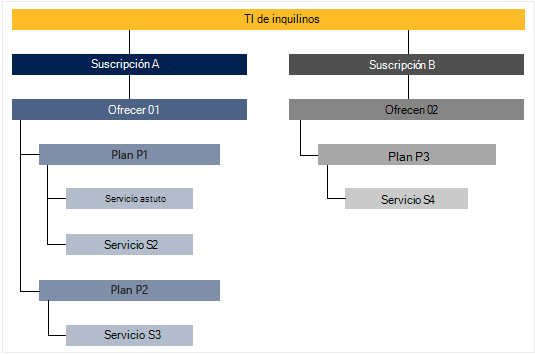 TI de inquilinos
Suscripción A
Suscripción B
Ofrecer 01
Ofrecen 02
Plan P1
Plan P3
Servicio astuto
Servicio S4
Servicio S2
Plan P2
Servicio S3